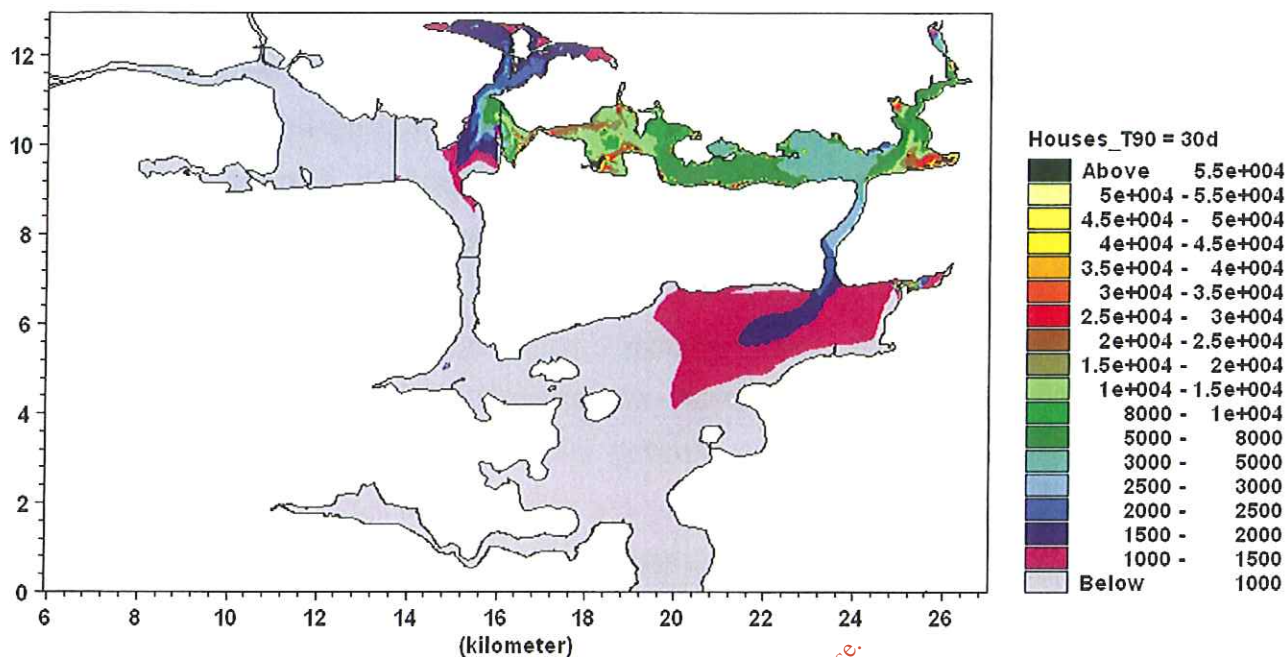 12
10
8
6
4
2
0
6 8 10 12 14 16 18 20 22 24 26
(kilometer)
Houses_T90 = 30d
Above 5.5e+004
5e+004 - 5.5e+004
4.5e+004 - 5e+004
4e+004 - 4.5e+004
3.5e+004 - 4e+004
3e+004 - 3.5e+004
2.5e+004 - 3e+004
2e+004 - 2.5e+004
1.5e+004 - 2e+004
1e+004 - 1.5e+004
8000 - 1e+004
5000 - 8000
3000 - 5000
2500 - 3000
2000 - 2500
1500 - 2000
1000 - 1500
Below 1000